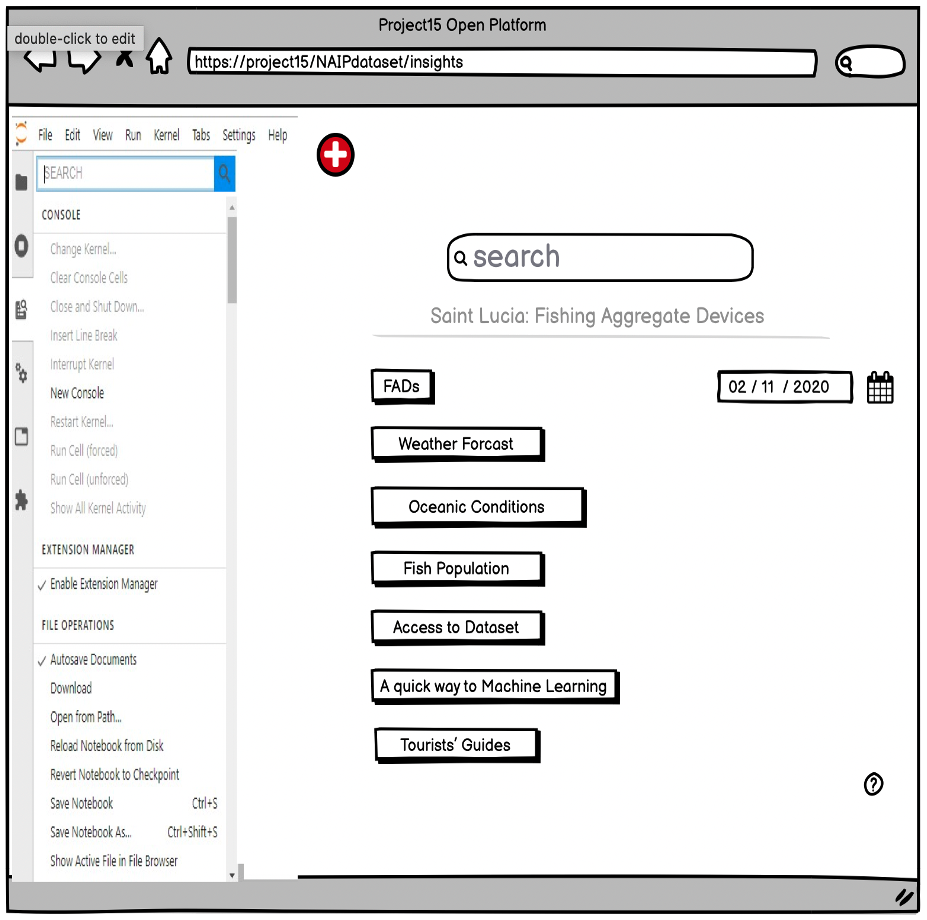 Project15 Open Platform
double-click to edit
https://project15/NAIPdataset/insights
File Edit View Run Kernel Tabs Settings Help
SEARCH
CONSOLE
Change Kernel...
Clear Console Cells
Close and Shut Down...
Insert Line Break
Interrupt Kernel
New Console
Restart Kernel...
Run Cell (forced)
Run Cell (unforced)
Show All Kernel Activity
EXTENSION MANAGER
Enable Extension Manager
FILE OPERATIONS
Autosave Documents
Download
Open from Path...
Reload Notebook from Disk
Revert Notebook to Checkpoint
Save Notebook Ctrl+S
Save Notebook As... Ctrl+Shift+S
Show Active File in File Browser
search
Saint Lucia: Fishing Aggregate Devices
FADs
02 / 11 / 2020
Weather Forcast
Oceanic Conditions
Fish Population
Access to Dataset
A quick way to Machine Learning
Tourists' Guides
?